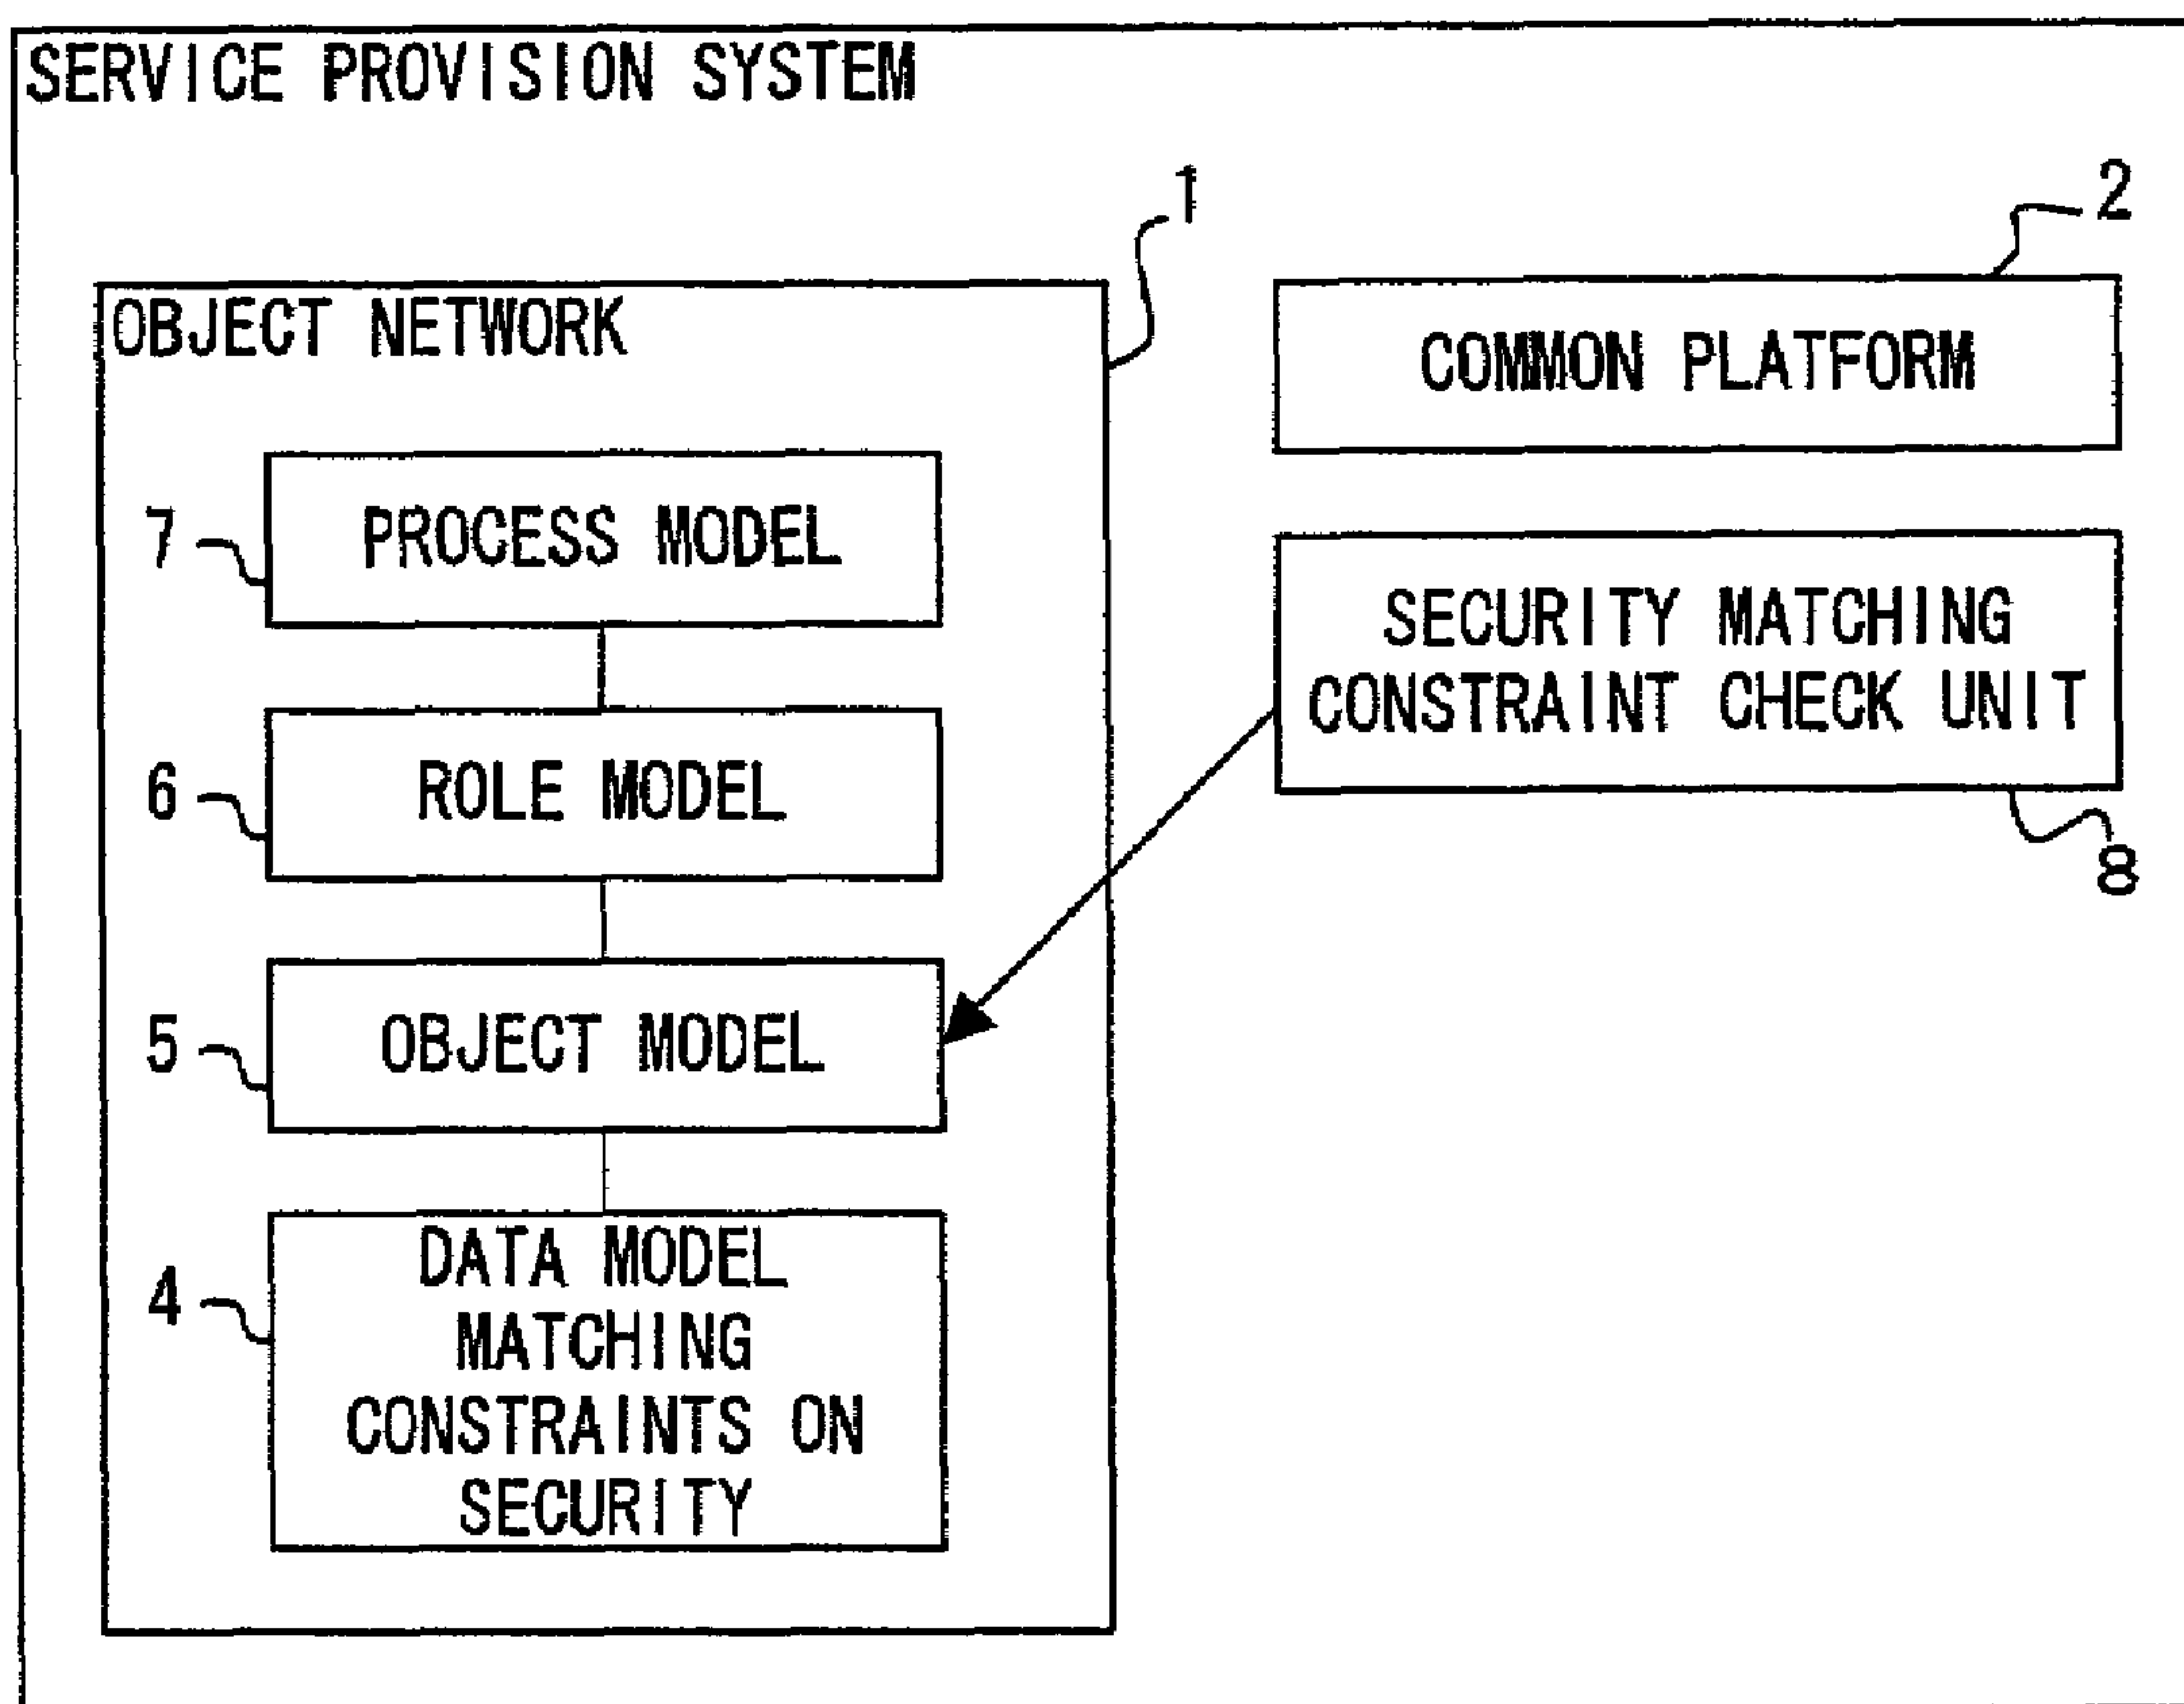 SERVICE PROVISION SYSTEM
1
2
OBJECT NETWORK
COMMON PLATFORM
7
PROCESS MODEL
SECURITY MATCHING
CONSTRAINT CHECK UNIT
6
ROLE MODEL
8
5
OBJECT MODEL
4
DATA MODEL
MATCHING
CONSTRAINTS ON
SECURITY